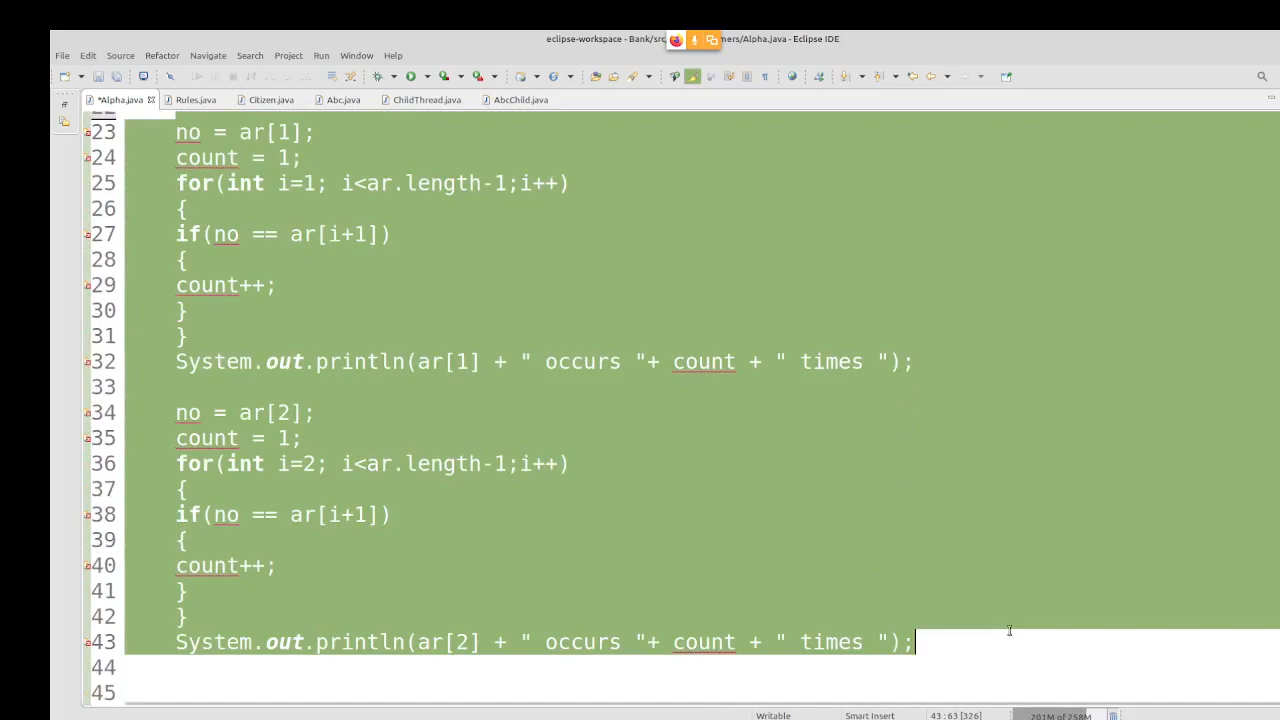 eclipse-workspace - Bank/src mers/Alpha.java - Eclipse IDE
File Edit Source Refactor Navigate Search Project Run Window Help
*Alpha.java Rules.java Citizen.java Abc.java ChildThread.java AbcChild.java
23 no = ar[1];
24 count = 1;
25 for(int i=1; i<ar.length-1;i++)
26 {
27 if(no == ar[i+1])
28 {
29 count++;
30 }
31 }
32 System.out.println(ar[1] + " occurs "+ count + " times ");
33
34 no = ar[2];
35 count = 1;
36 for(int i=2; i<ar.length-1;i++)
37 {
38 if(no == ar[i+1])
39 {
40 count++;
41 }
42 }
43 System.out.println(ar[2] + " occurs "+ count + " times ");
44
45
Writable Smart Insert 43 : 63 [326] 201M of 258M